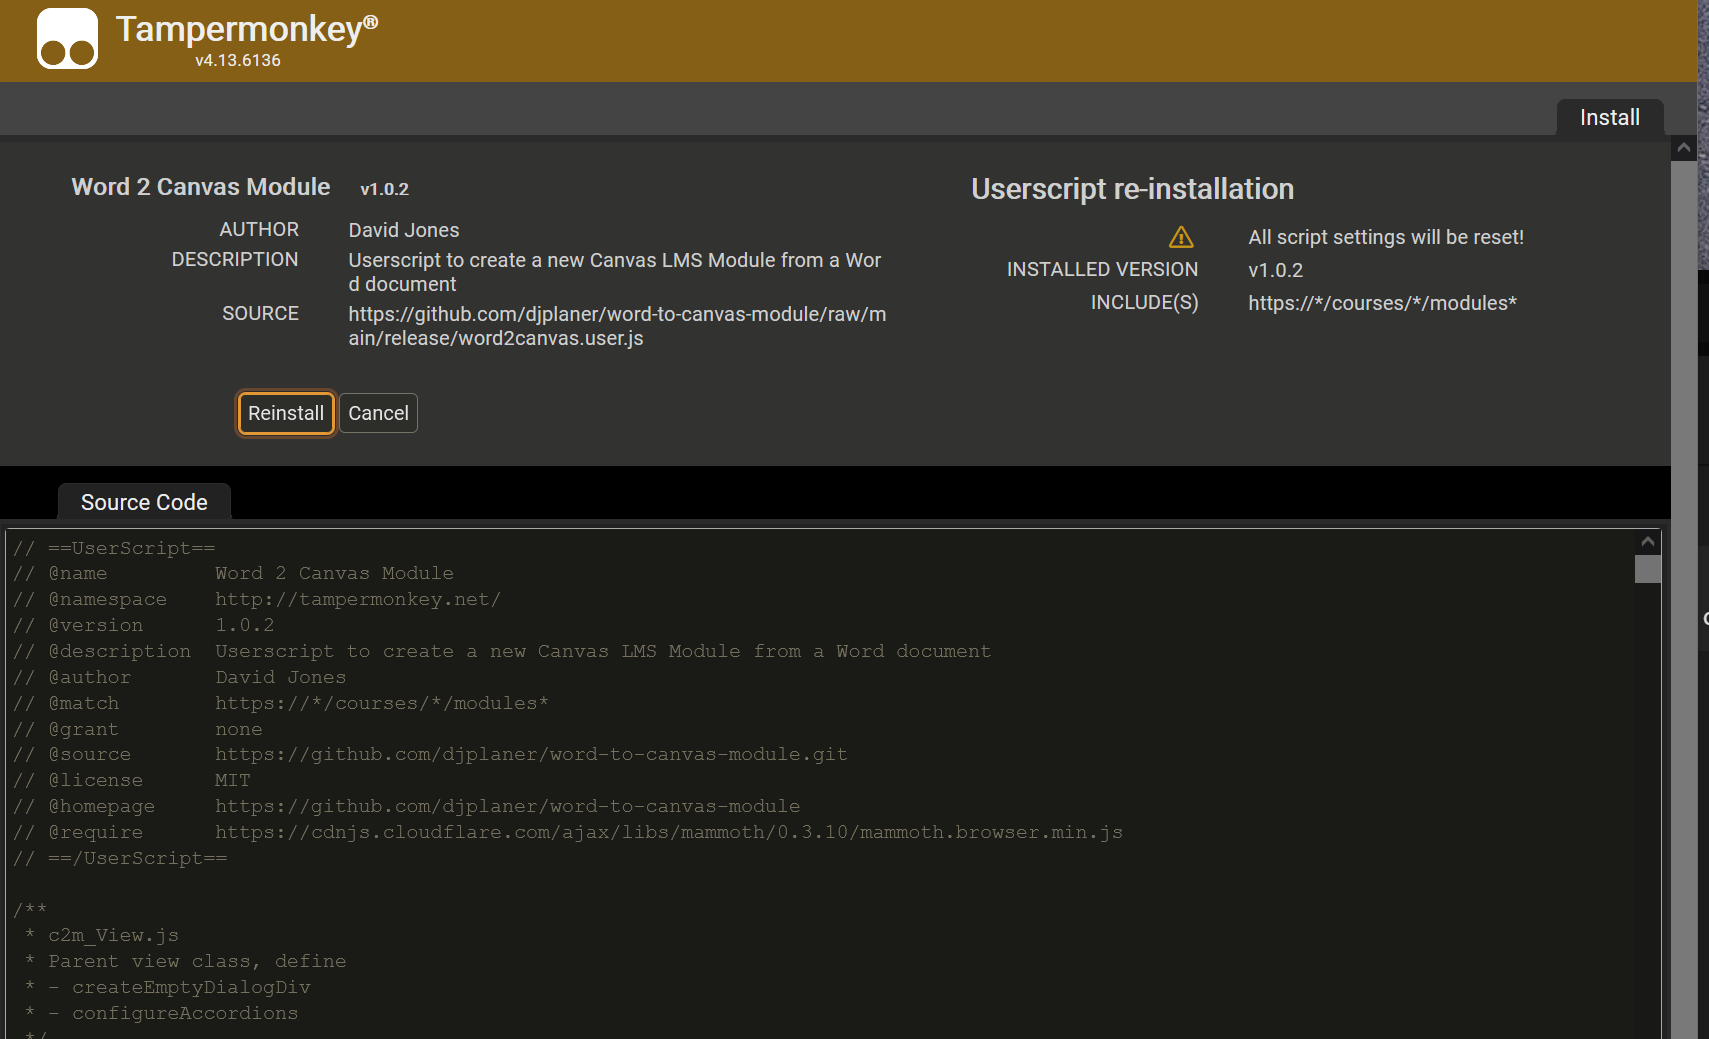 Tampermonkey®
v4.13.6136
Install
Word 2 Canvas Module v1.0.2
AUTHOR David Jones
DESCRIPTION Userscript to create a new Canvas LMS Module from a Wor
d document
SOURCE https://github.com/djplaner/word-to-canvas-module/raw/m
ain/release/word2canvas.user.js
Reinstall Cancel
Userscript re-installation
All script settings will be reset!
INSTALLED VERSION v1.0.2
INCLUDE(S) https://*/courses/*/modules*
Source Code
// ==UserScript==
// @name         Word 2 Canvas Module
// @namespace    http://tampermonkey.net/
// @version      1.0.2
// @description  Userscript to create a new Canvas LMS Module from a Word document
// @author       David Jones
// @match        https://*/courses/*/modules*
// @grant        none
// @source       https://github.com/djplaner/word-to-canvas-module.git
// @license      MIT
// @homepage     https://github.com/djplaner/word-to-canvas-module
// @require      https://cdnjs.cloudflare.com/ajax/libs/mammoth/0.3.10/mammoth.browser.min.js
// ==/UserScript==
/**
 * c2m_View.js
 * Parent view class, define
 * - createEmptyDialogDiv
 * - configureAccordions
 */